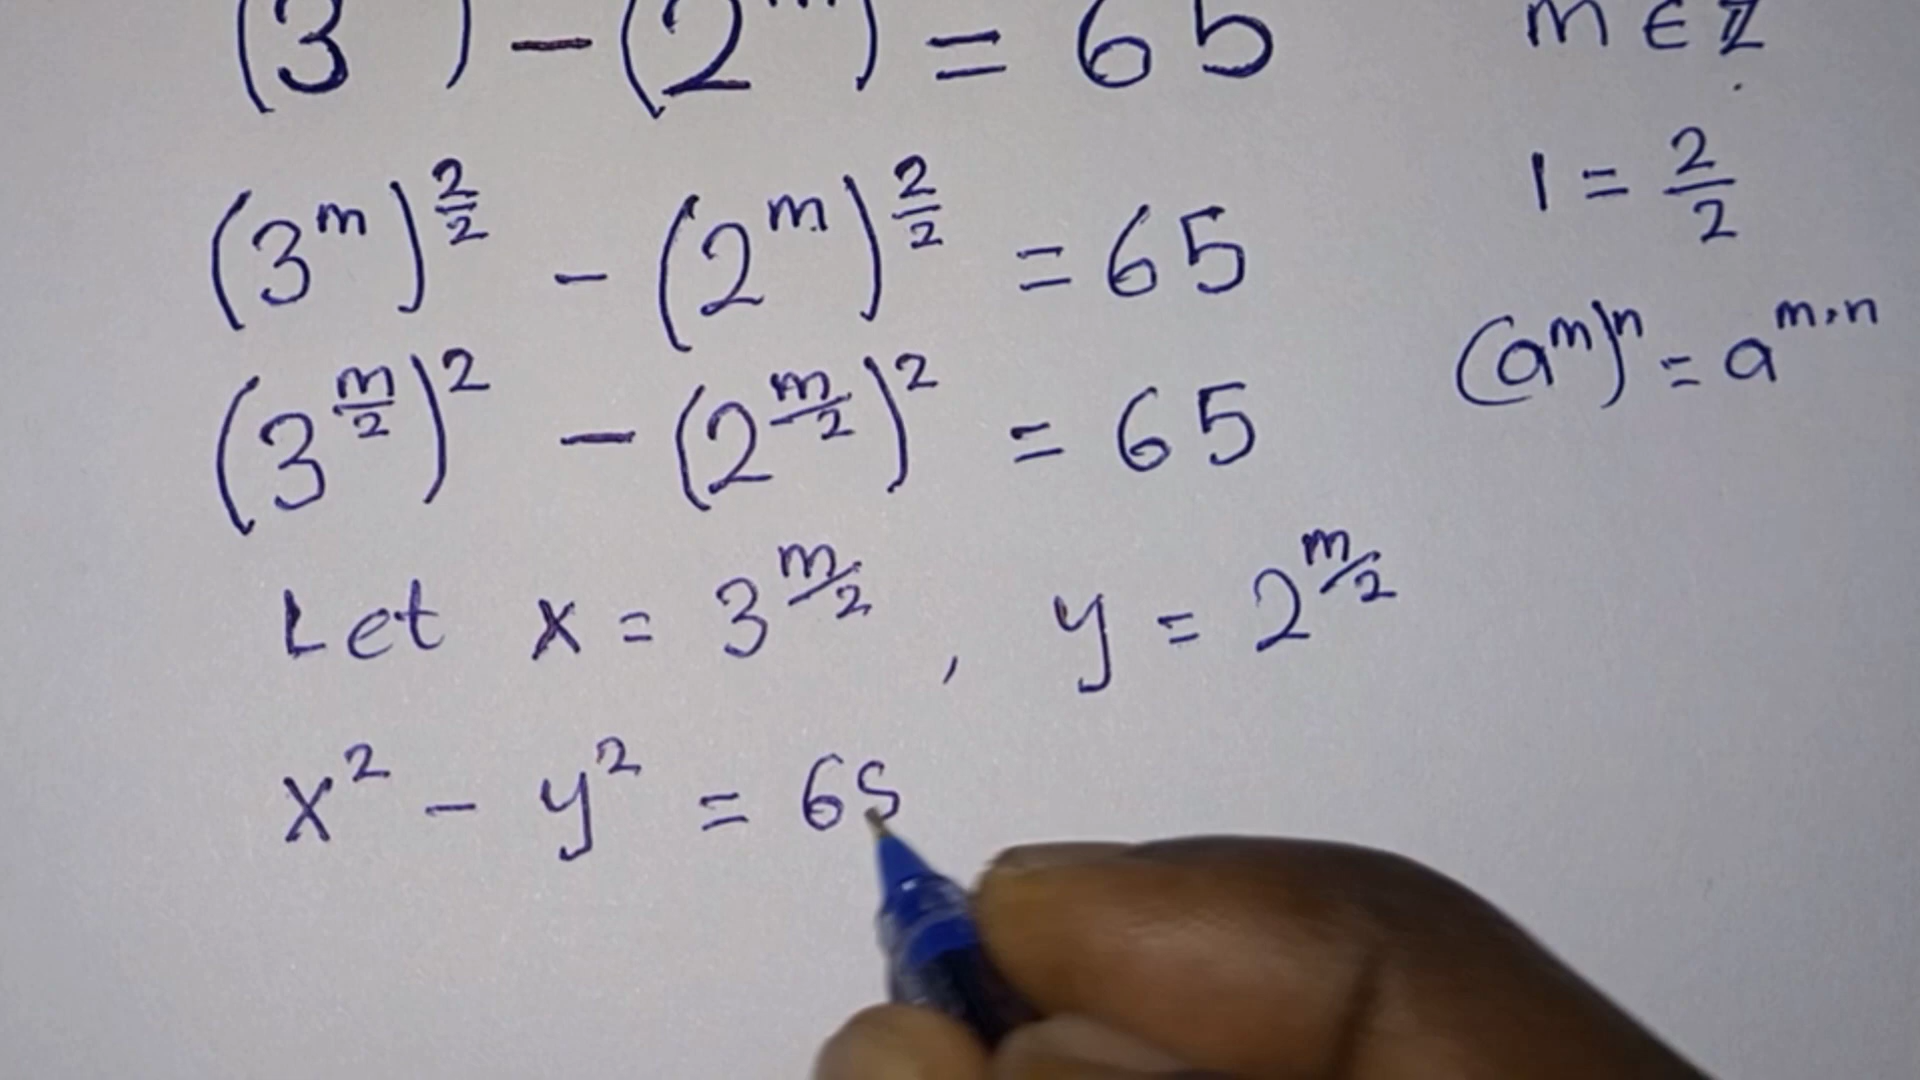 (3 ) - (2^m) = 65
m ∈ Z
1 = 2/2
(3^m)^(2/2) - (2^m)^(2/2) = 65
(a^m)^n = a^(m·n)
(3^(m/2))^2 - (2^(m/2))^2 = 65
Let x = 3^(m/2) , y = 2^(m/2)
x^2 - y^2 = 65